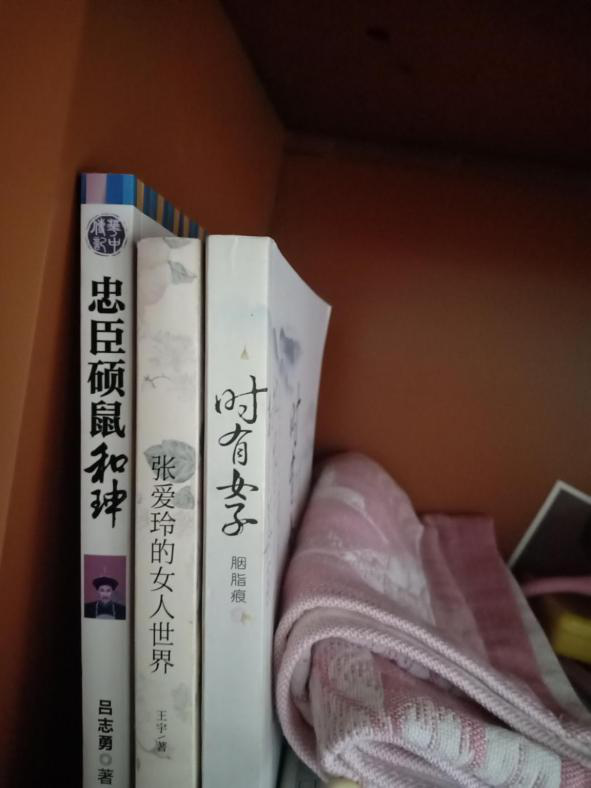 忠臣硕鼠和珅
吕志勇◎著
张爱玲的女人世界
王宇/著
时有女子
胭脂痕